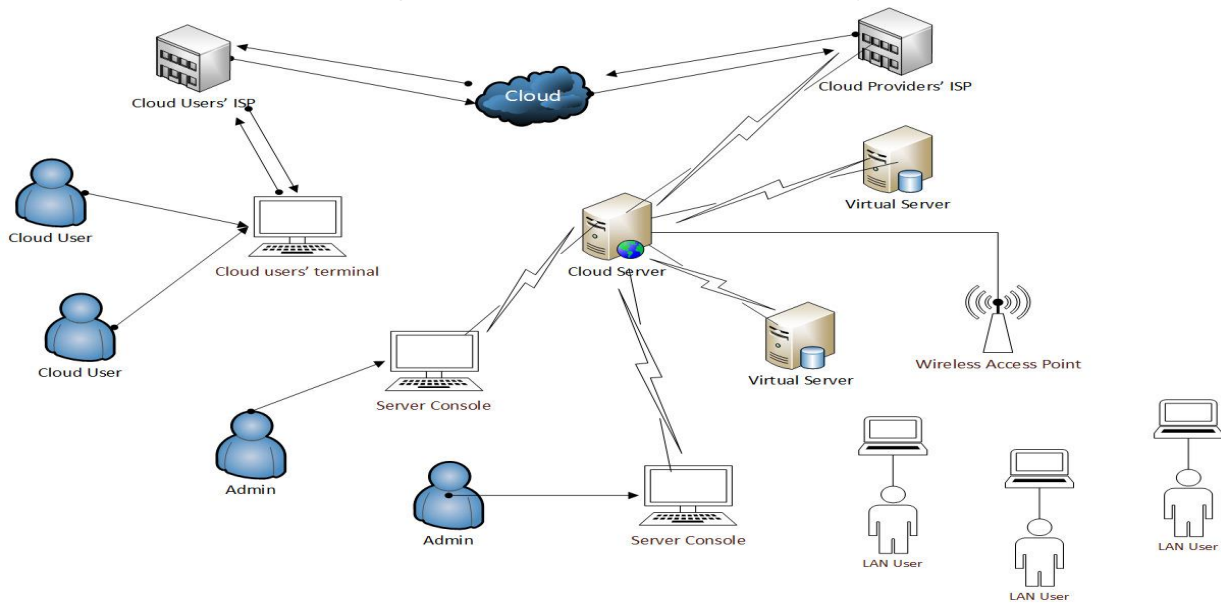 Cloud Users' ISP
Cloud
Cloud Providers' ISP
Cloud User
Cloud users' terminal
Cloud Server
Virtual Server
Cloud User
Server Console
Virtual Server
Wireless Access Point
Admin
Admin
Server Console
LAN User
LAN User
LAN User